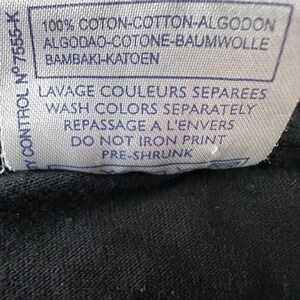 100% COTON-COTTON-ALGODON
ALGODAO-COTONE-BAUMWOLLE
BAMBAKI-KATOEN
LAVAGE COULEURS SEPAREES
WASH COLORS SEPARATELY
REPASSAGE A L'ENVERS
DO NOT IRON PRINT
PRE-SHRUNK
CONTROL N° 7555-K